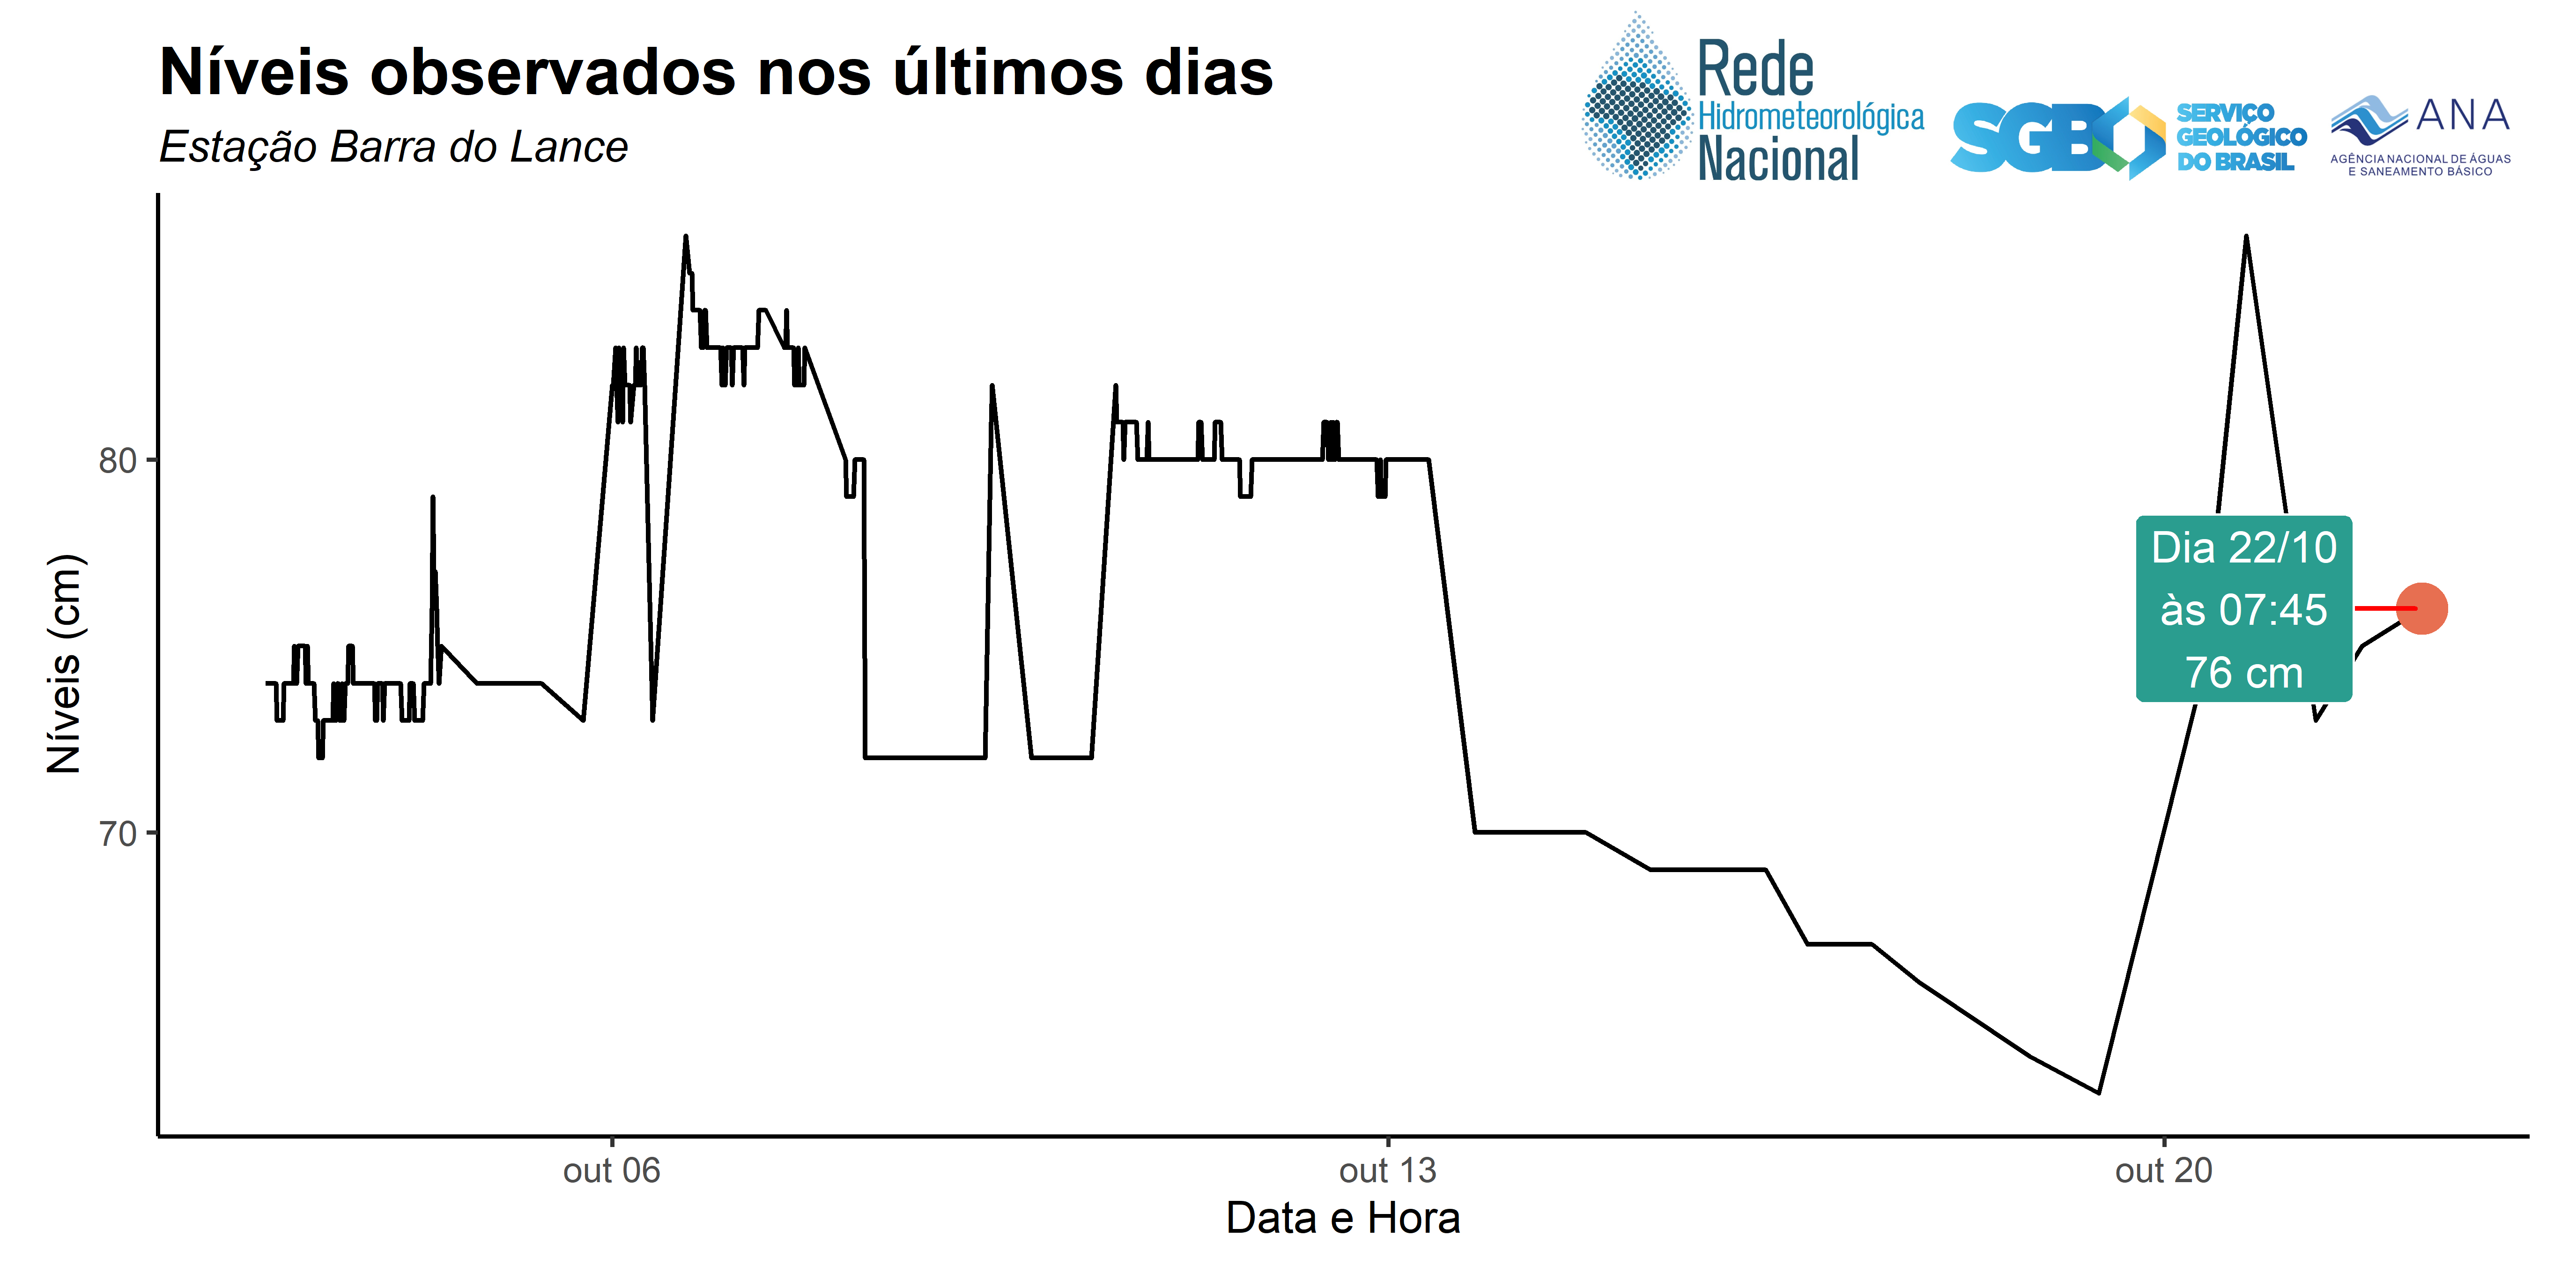 Níveis observados nos últimos dias
Estação Barra do Lance
Rede
Hidrometeorológica
Nacional
SGB
SERVIÇO
GEOLÓGICO
DO BRASIL
ANA
AGÊNCIA NACIONAL DE ÁGUAS
E SANEAMENTO BÁSICO
Níveis (cm)
80
70
Dia 22/10
às 07:45
76 cm
out 06
out 13
out 20
Data e Hora